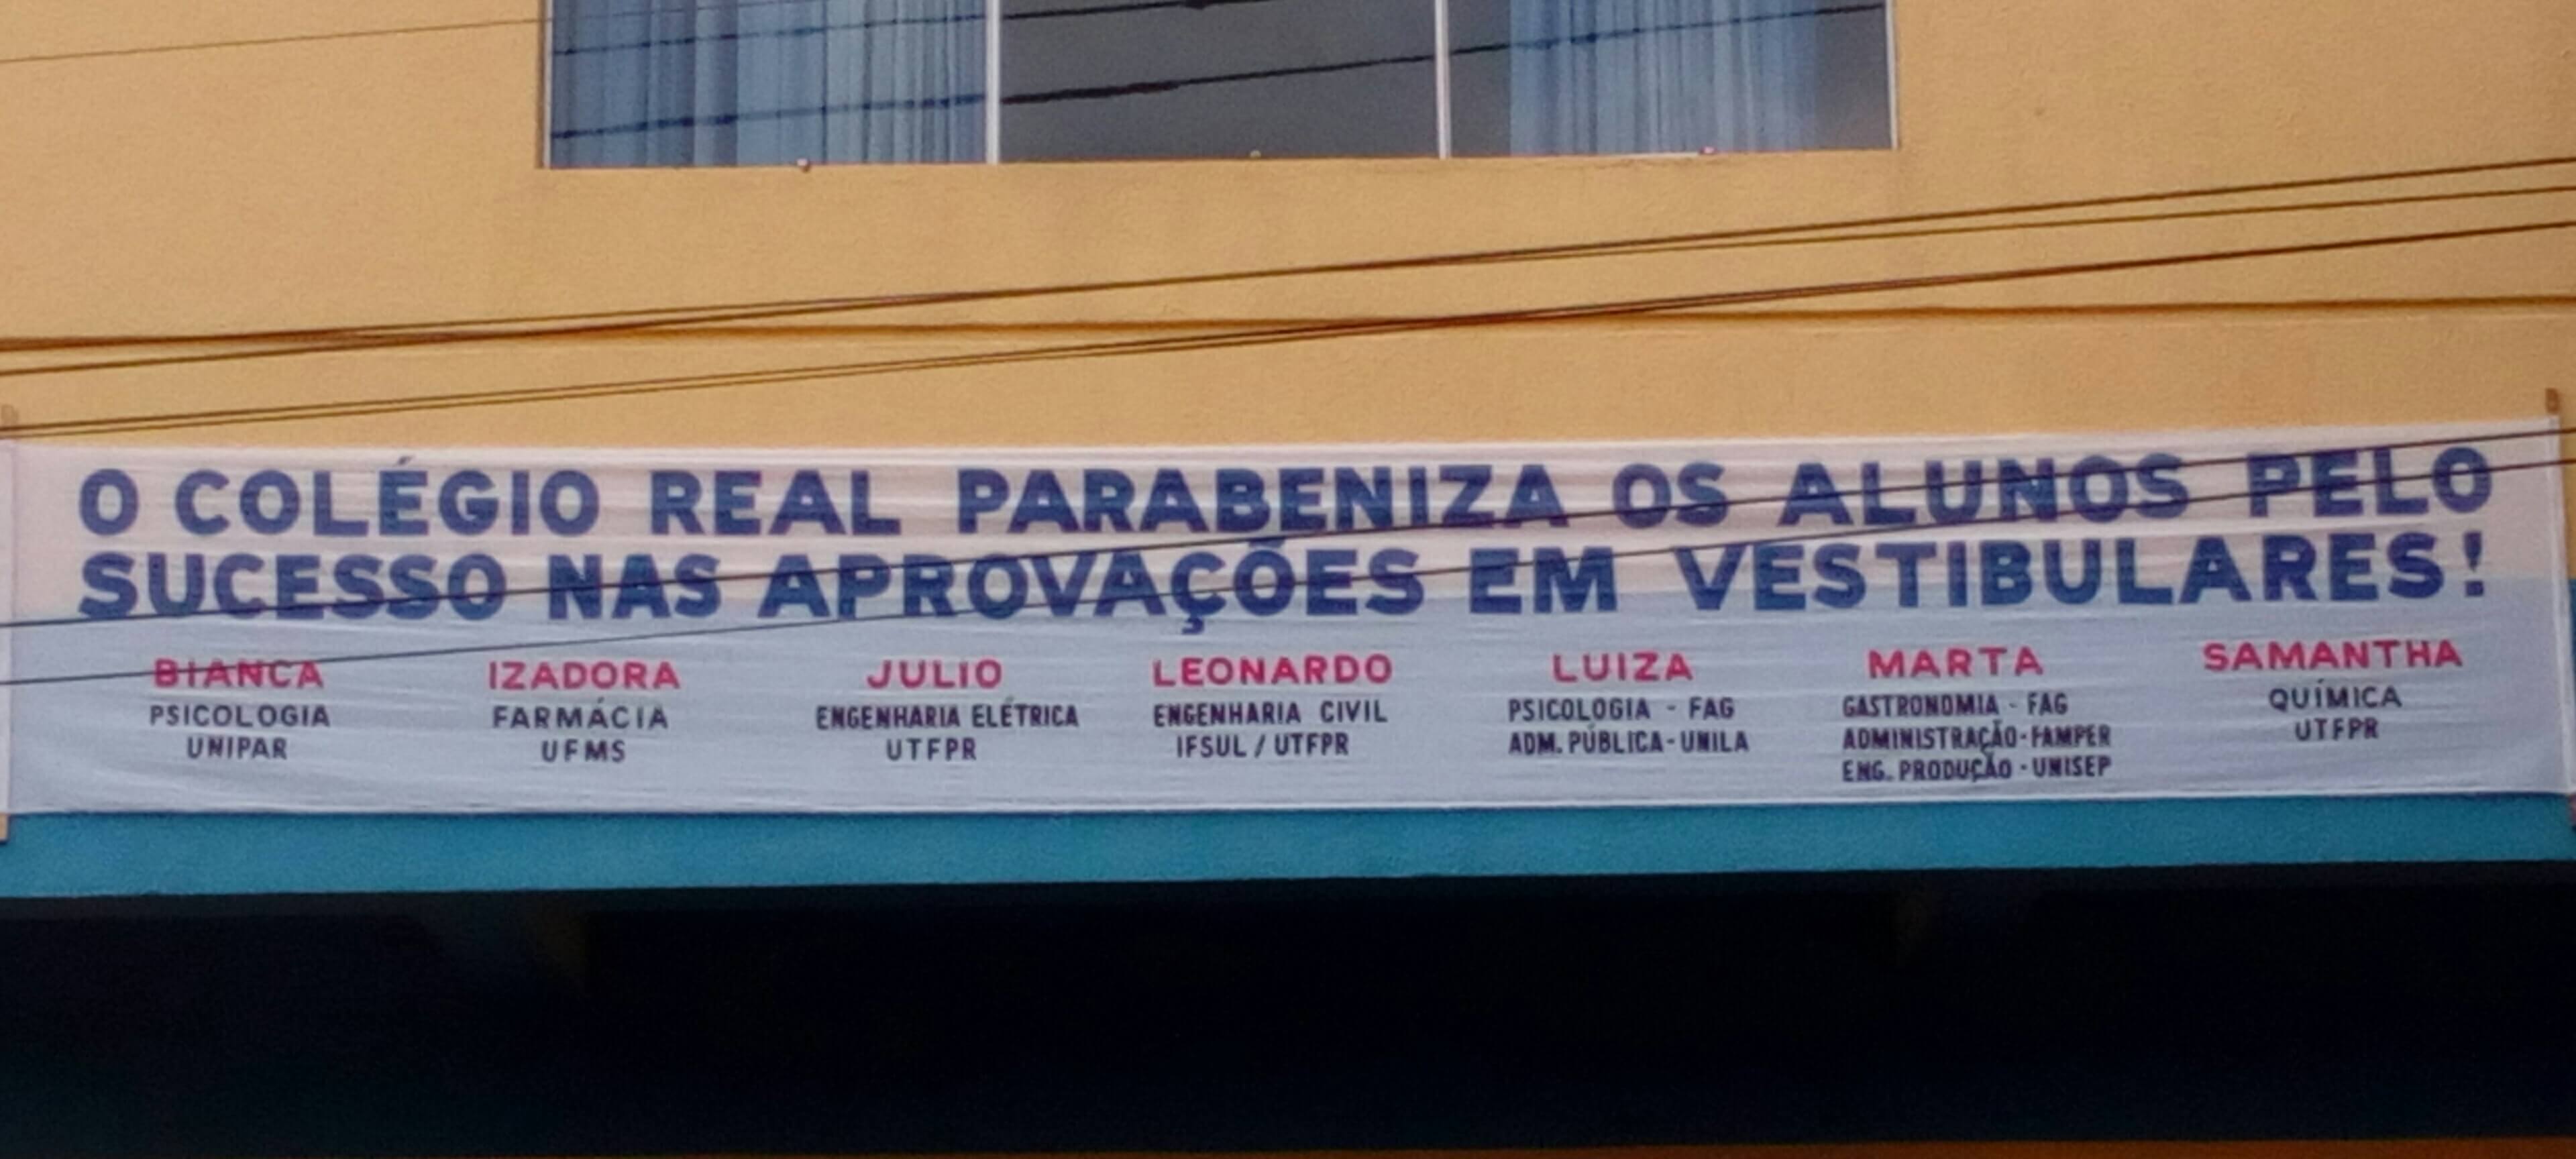 O COLÉGIO REAL PARABENIZA OS ALUNOS PELO
SUCESSO NAS APROVAÇÕES EM VESTIBULARES!
BIANCA
PSICOLOGIA
UNIPAR
IZADORA
FARMÁCIA
UFMS
JULIO
ENGENHARIA ELÉTRICA
UTFPR
LEONARDO
ENGENHARIA CIVIL
IFSUL / UTFPR
LUIZA
PSICOLOGIA - FAG
ADM. PÚBLICA - UNILA
MARTA
GASTRONOMIA - FAG
ADMINISTRAÇÃO - FAMPER
ENG. PRODUÇÃO - UNISEP
SAMANTHA
QUÍMICA
UTFPR